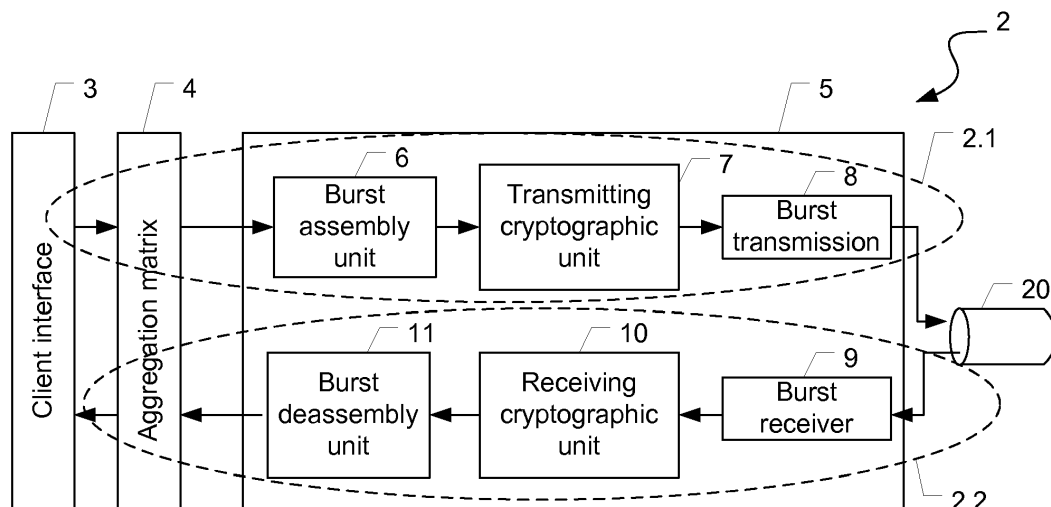 2
3
4
5
2.1
6
7
8
Burst
assembly
unit
Transmitting
cryptographic
unit
Burst
transmission
Client interface
Aggregation matrix
20
11
10
9
Burst
deassembly
unit
Receiving
cryptographic
unit
Burst
receiver
2.2